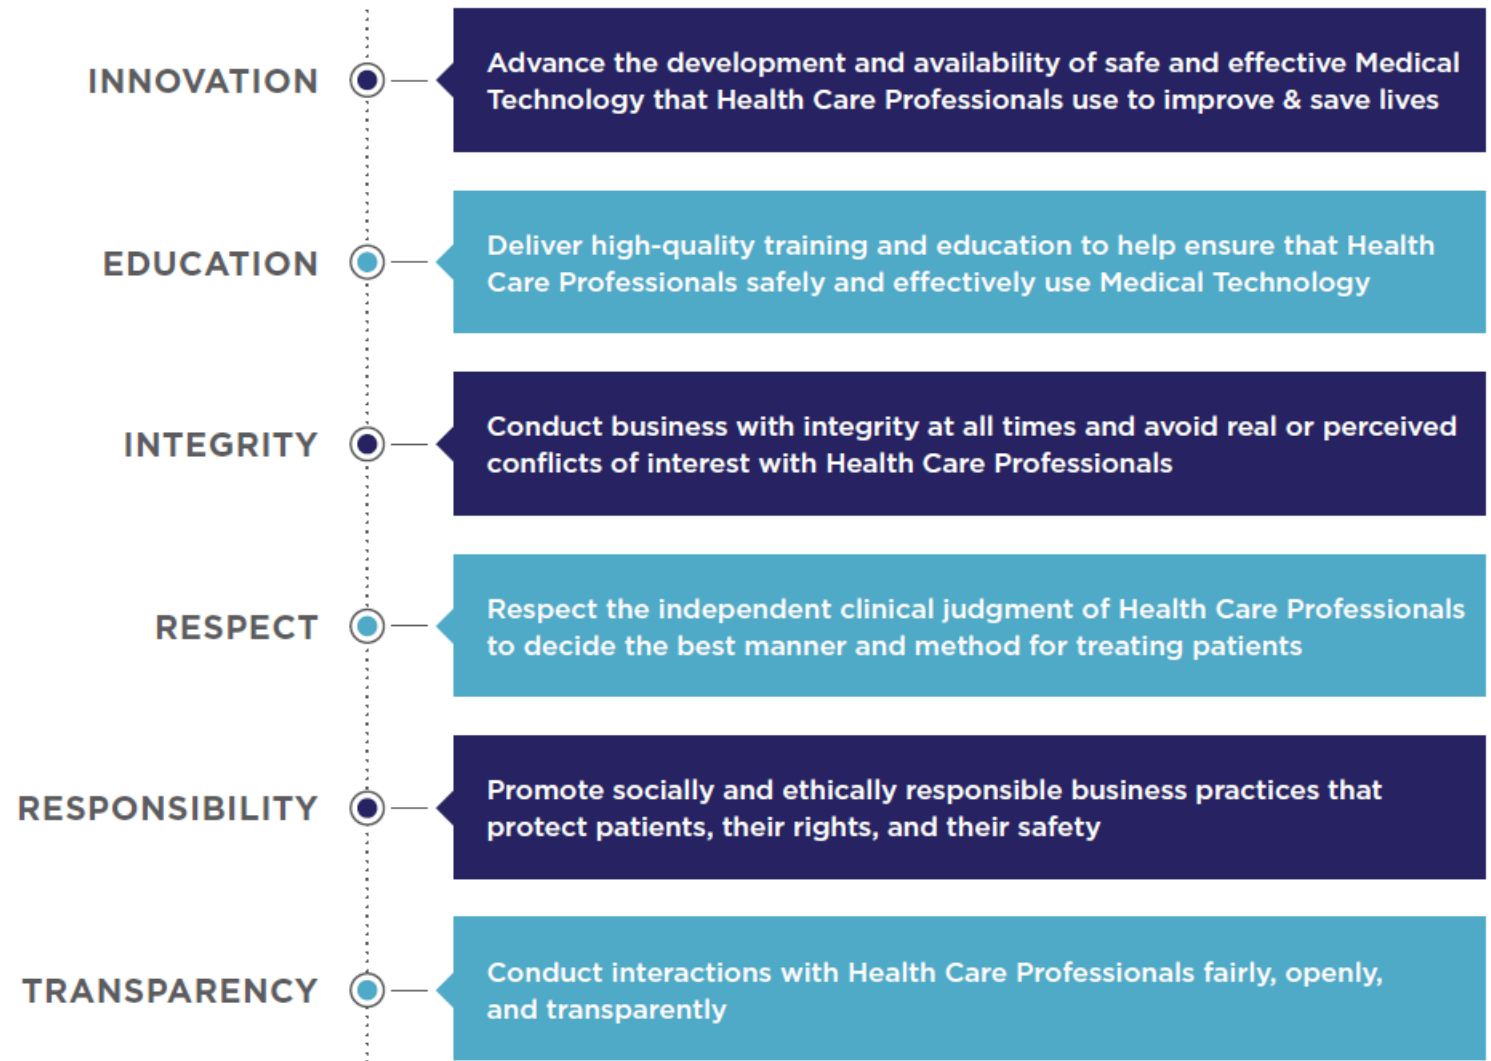 INNOVATION
Advance the development and availability of safe and effective Medical
Technology that Health Care Professionals use to improve & save lives
EDUCATION
Deliver high-quality training and education to help ensure that Health
Care Professionals safely and effectively use Medical Technology
INTEGRITY
Conduct business with integrity at all times and avoid real or perceived
conflicts of interest with Health Care Professionals
RESPECT
Respect the independent clinical judgment of Health Care Professionals
to decide the best manner and method for treating patients
RESPONSIBILITY
Promote socially and ethically responsible business practices that
protect patients, their rights, and their safety
TRANSPARENCY
Conduct interactions with Health Care Professionals fairly, openly,
and transparently